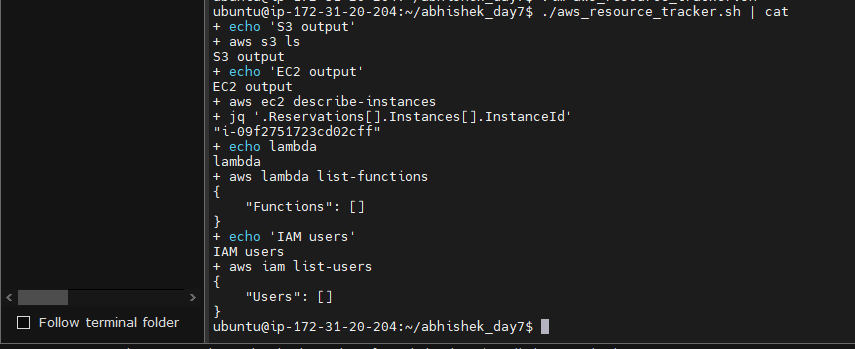 ubuntu@ip-172-31-20-204:~/abhishek_day7$ ./aws_resource_tracker.sh | cat
+ echo 'S3 output'
+ aws s3 ls
S3 output
+ echo 'EC2 output'
EC2 output
+ aws ec2 describe-instances
+ jq '.Reservations[].Instances[].InstanceId'
"i-09f2751723cd02cff"
+ echo lambda
lambda
+ aws lambda list-functions
{
    "Functions": []
}
+ echo 'IAM users'
IAM users
+ aws iam list-users
{
    "Users": []
}
ubuntu@ip-172-31-20-204:~/abhishek_day7$
Follow terminal folder